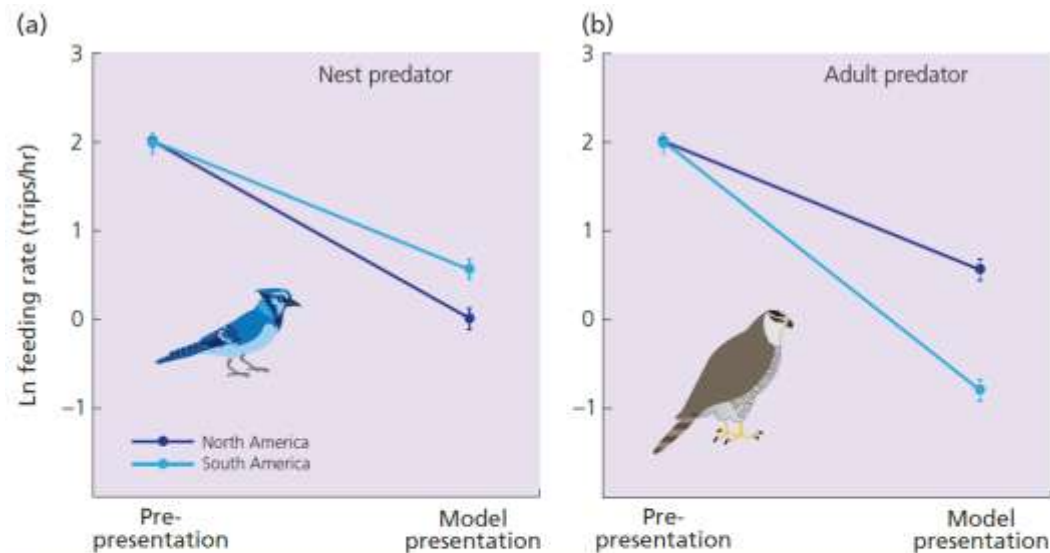 (a)
Nest predator
Ln feeding rate (trips/hr)
3
2
1
0
−1
North America
South America
Pre-
presentation
Model
presentation
(b)
Adult predator
3
2
1
0
−1
Pre-
presentation
Model
presentation